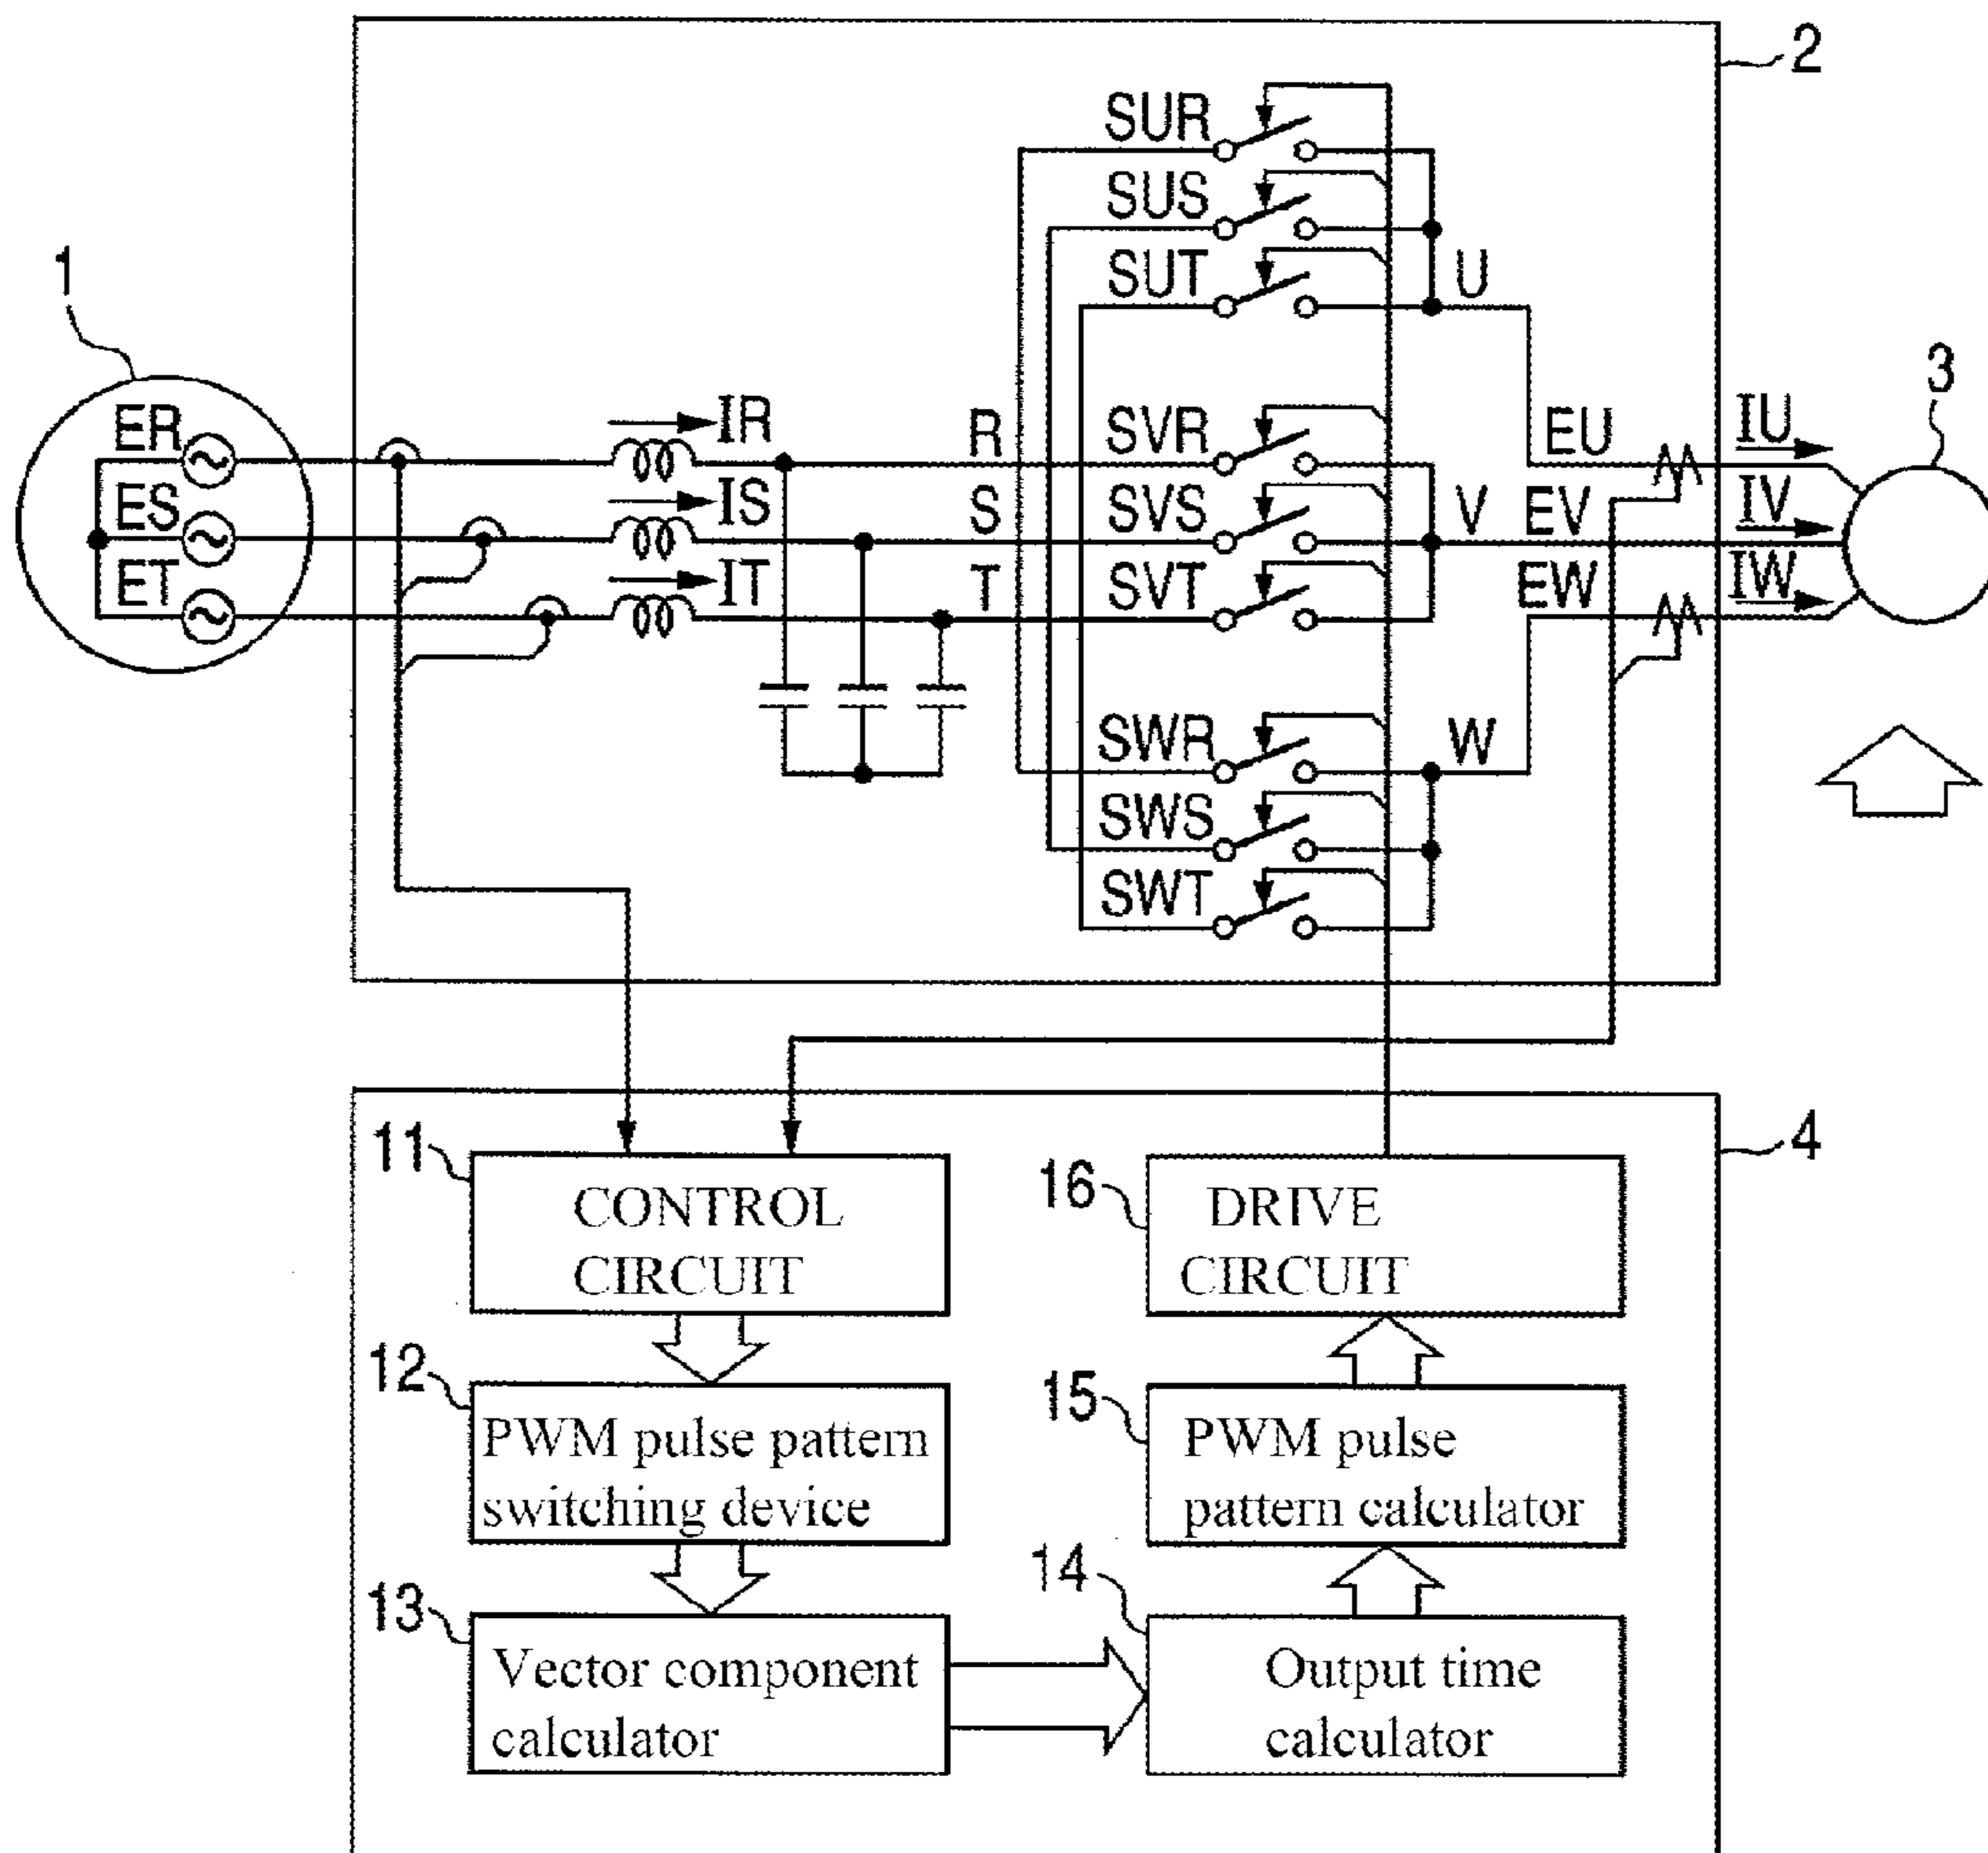 2
SUR
SUS
SUT
U
1
3
ER
IR
R
SVR
EU
IU
ES
IS
S
SVS
V
EV
IV
ET
IT
T
SVT
EW
IW
SWR
W
SWS
SWT
4
11
CONTROL
CIRCUIT
16
DRIVE
CIRCUIT
12
PWM pulse pattern
switching device
15
PWM pulse
pattern calculator
13
Vector component
calculator
14
Output time
calculator